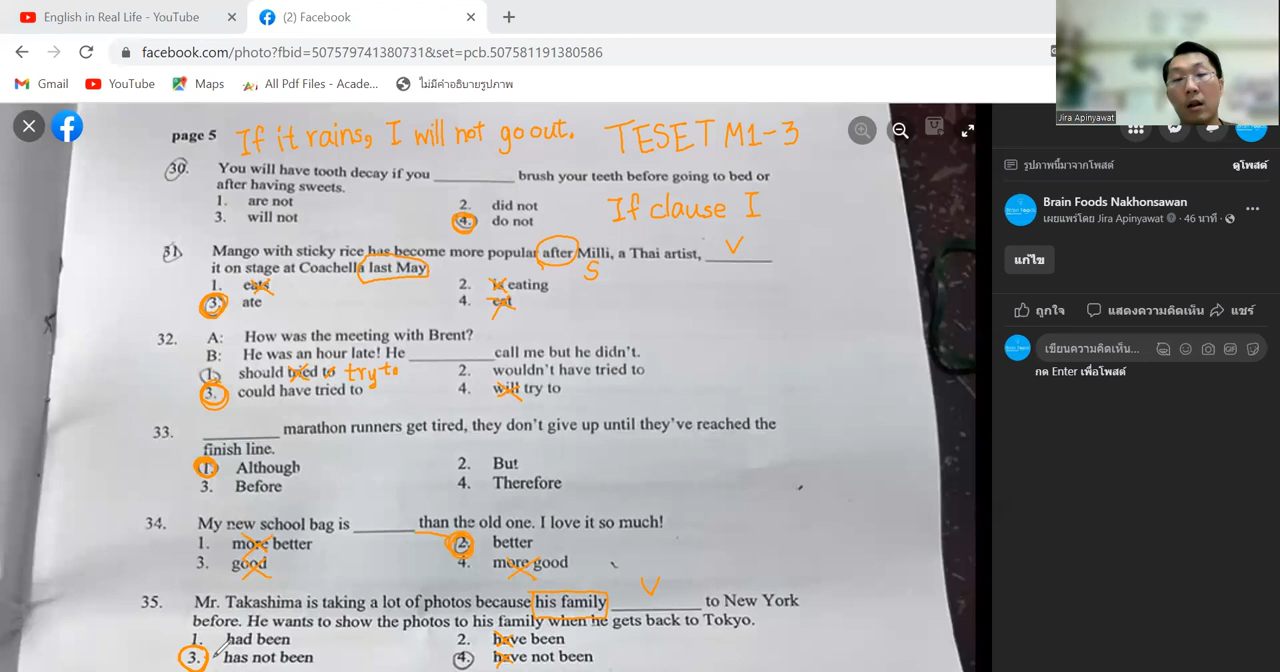 English in Real Life - YouTube
(2) Facebook
facebook.com/photo?fbid=507579741380731&set=pcb.507581191380586
Gmail YouTube Maps All Pdf Files - Acade... ไม่มีคำอธิบายรูปภาพ
Jira Apinyawat
page 5 If it rains, I will not go out. TESET M1-3
30. You will have tooth decay if you ________ brush your teeth before going to bed or
after having sweets.
1. are not 2. did not
3. will not 4. do not
If clause I
31. Mango with sticky rice has become more popular after Milli, a Thai artist, ________
V
S
it on stage at Coachella last May
1. eats 2. is eating
3. ate 4. eat
32. A: How was the meeting with Brent?
B: He was an hour late! He ________ call me but he didn't.
1. should tried to try to 2. wouldn't have tried to
3. could have tried to 4. will try to
33. ________ marathon runners get tired, they don't give up until they've reached the
finish line.
1. Although 2. But
3. Before 4. Therefore
34. My new school bag is ________ than the old one. I love it so much!
1. more better 2. better
3. good 4. more good
V
35. Mr. Takashima is taking a lot of photos because his family ________ to New York
before. He wants to show the photos to his family when he gets back to Tokyo.
1. had been 2. have been
3. has not been 4. have not been
รูปภาพนี้มาจากโพสต์ ดูโพสต์
Brain Foods Nakhonsawan
เผยแพร่โดย Jira Apinyawat · 46 นาที ·
แก้ไข
ถูกใจ แสดงความคิดเห็น แชร์
เขียนความคิดเห็น...
กด Enter เพื่อโพสต์